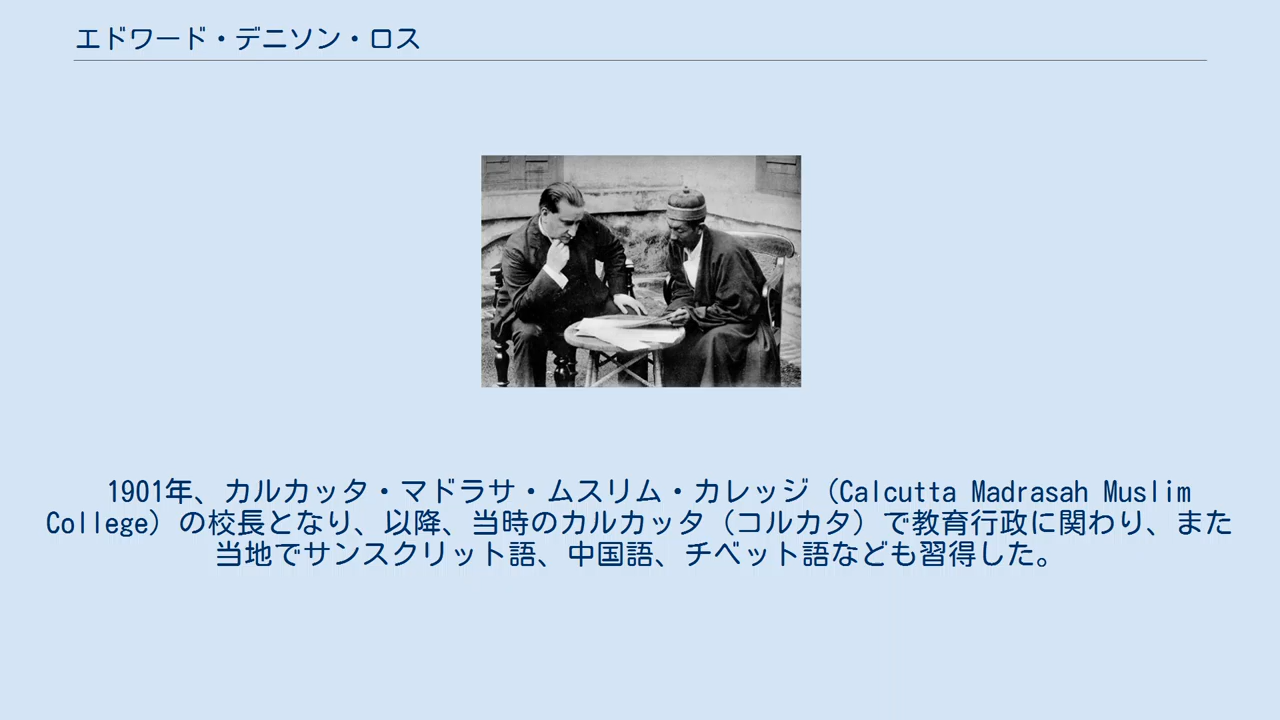 エドワード・デニソン・ロス
1901年、カルカッタ・マドラサ・ムスリム・カレッジ（Calcutta Madrasah Muslim
College）の校長となり、以降、当時のカルカッタ（コルカタ）で教育行政に関わり、また
当地でサンスクリット語、中国語、チベット語なども習得した。